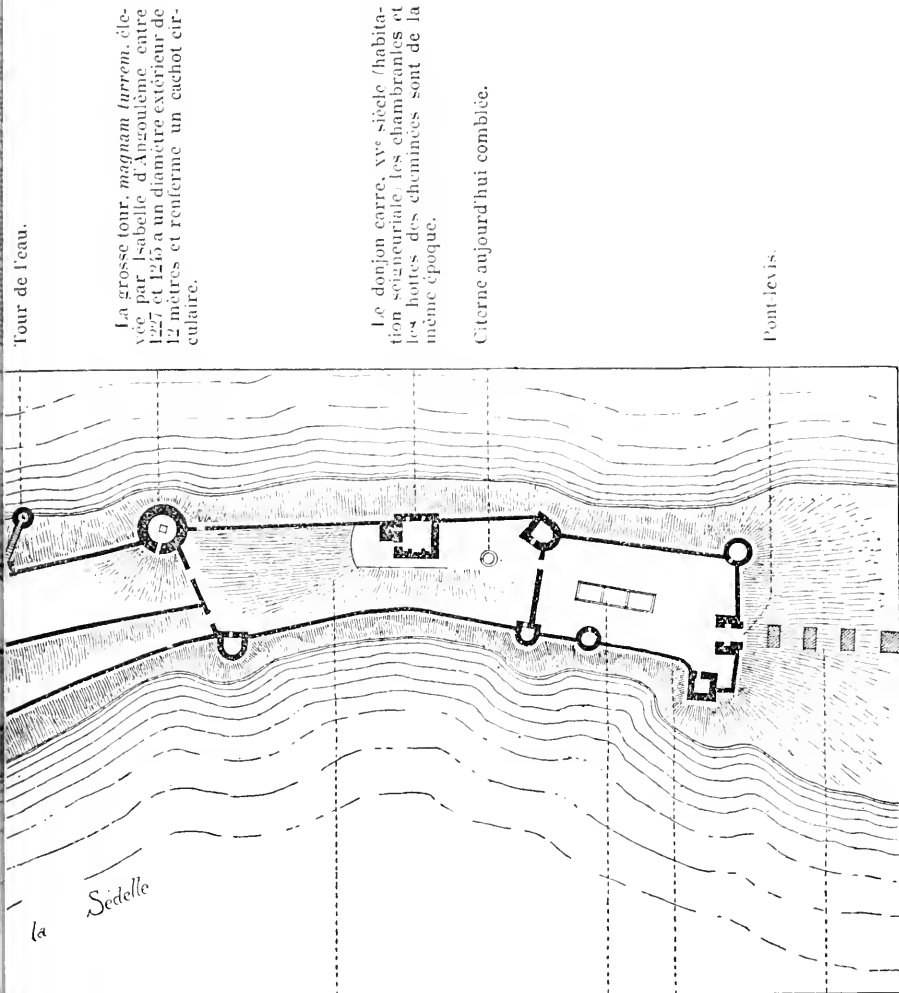 Tour de l'eau.
La grosse tour, magnam turrem, éle-
vée par Isabelle d'Angoulême entre
1227 et 1245 a un diamètre extérieur de
12 mètres et renferme un cachot cir-
culaire.
Le donjon carré, XVe siècle (habita-
tion seigneuriale) les chambranles et
les hottes des cheminées sont de la
même époque.
Citerne aujourd'hui comblée.
Pont-levis.
la Sédelle